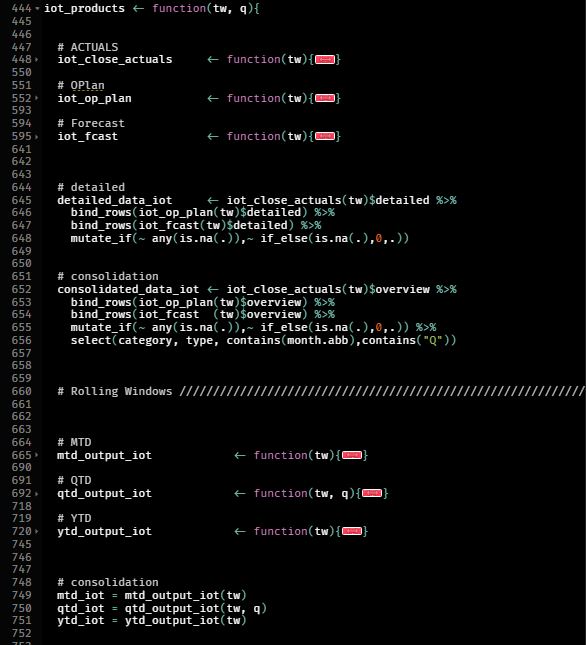 444 iot_products ← function(tw, q){
445
446
447 # ACTUALS
448 iot_close_actuals ← function(tw){}
550
551 # OPlan
552 iot_op_plan ← function(tw){}
593
594 # Forecast
595 iot_fcast ← function(tw){}
641
642
643
644 # detailed
645 detailed_data_iot ← iot_close_actuals(tw)$detailed %>%
646 bind_rows(iot_op_plan(tw)$detailed) %>%
647 bind_rows(iot_fcast(tw)$detailed) %>%
648 mutate_if(~ any(is.na(.)),~ if_else(is.na(.),0,.))
649
650
651 # consolidation
652 consolidated_data_iot ← iot_close_actuals(tw)$overview %>%
653 bind_rows(iot_op_plan(tw)$overview) %>%
654 bind_rows(iot_fcast (tw)$overview) %>%
655 mutate_if(~ any(is.na(.)),~ if_else(is.na(.),0,.)) %>%
656 select(category, type, contains(month.abb),contains("Q"))
657
658
659
660 # Rolling Windows /////////////////////////////////////////////////////////////
661
662
663
664 # MTD
665 mtd_output_iot ← function(tw){}
690
691 # QTD
692 qtd_output_iot ← function(tw, q){}
718
719 # YTD
720 ytd_output_iot ← function(tw){}
745
746
747
748 # consolidation
749 mtd_iot = mtd_output_iot(tw)
750 qtd_iot = qtd_output_iot(tw, q)
751 ytd_iot = ytd_output_iot(tw)
752